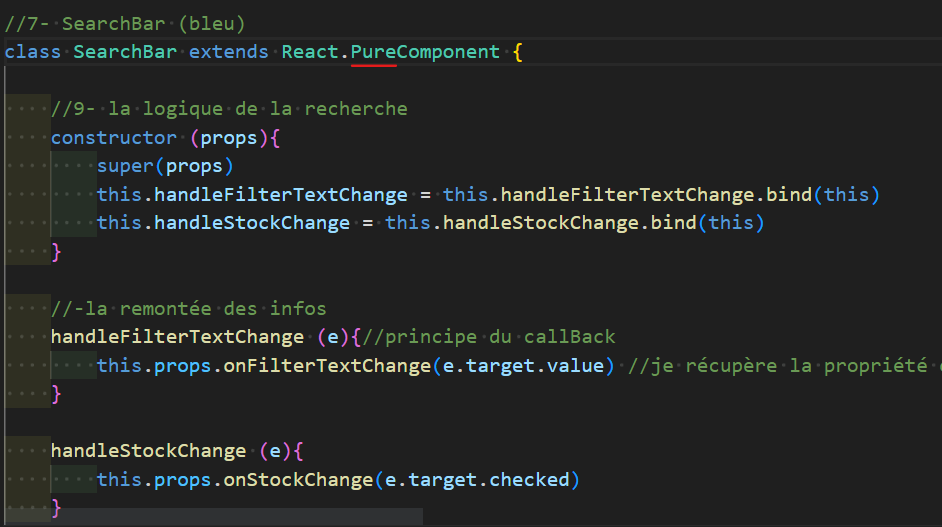 //7- SearchBar (bleu)
class SearchBar extends React.PureComponent {
//9- la logique de la recherche
constructor (props){
super(props)
this.handleFilterTextChange = this.handleFilterTextChange.bind(this)
this.handleStockChange = this.handleStockChange.bind(this)
}
//-la remontée des infos
handleFilterTextChange (e){//principe du callBack
this.props.onFilterTextChange(e.target.value) //je récupère la propriété
}
handleStockChange (e){
this.props.onStockChange(e.target.checked)
}